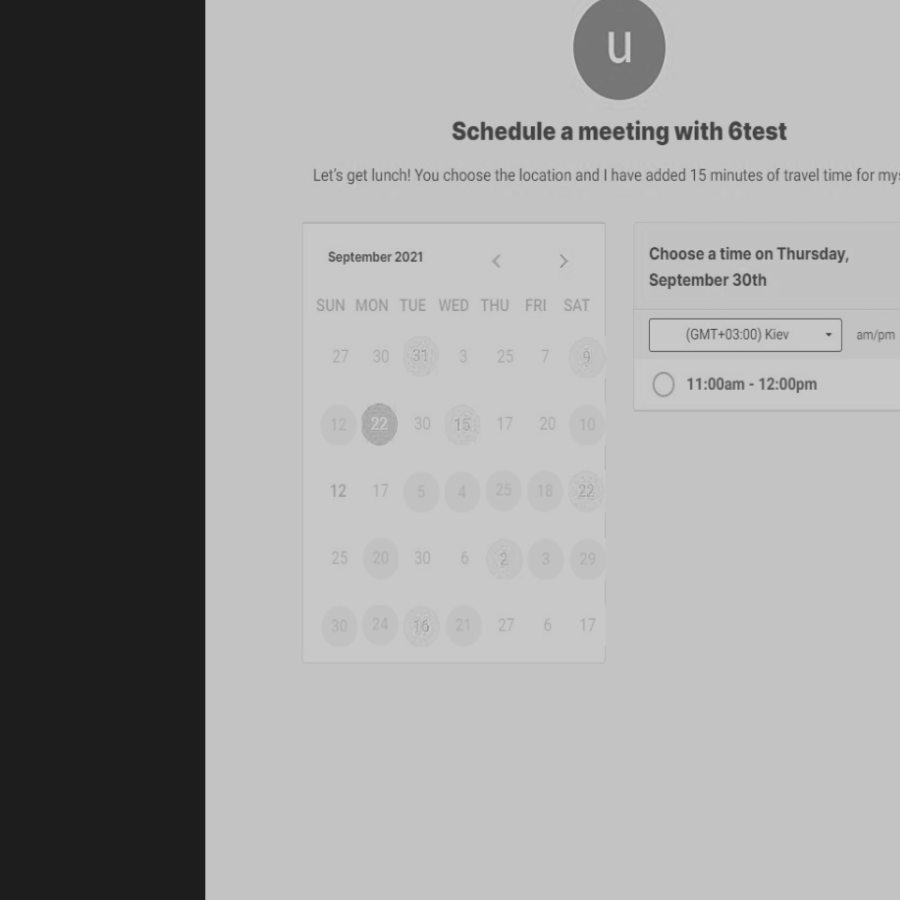 u
Schedule a meeting with 6test
Let's get lunch! You choose the location and I have added 15 minutes of travel time for
September 2021
SUN MON TUE WED THU FRI SAT
27 30 31 3 25 7 9
12 22 30 15 17 20 10
12 17 5 4 25 18 22
25 20 30 6 2 3 29
30 24 16 21 27 6 17
Choose a time on Thursday,
September 30th
(GMT+03:00) Kiev am/pm
11:00am - 12:00pm